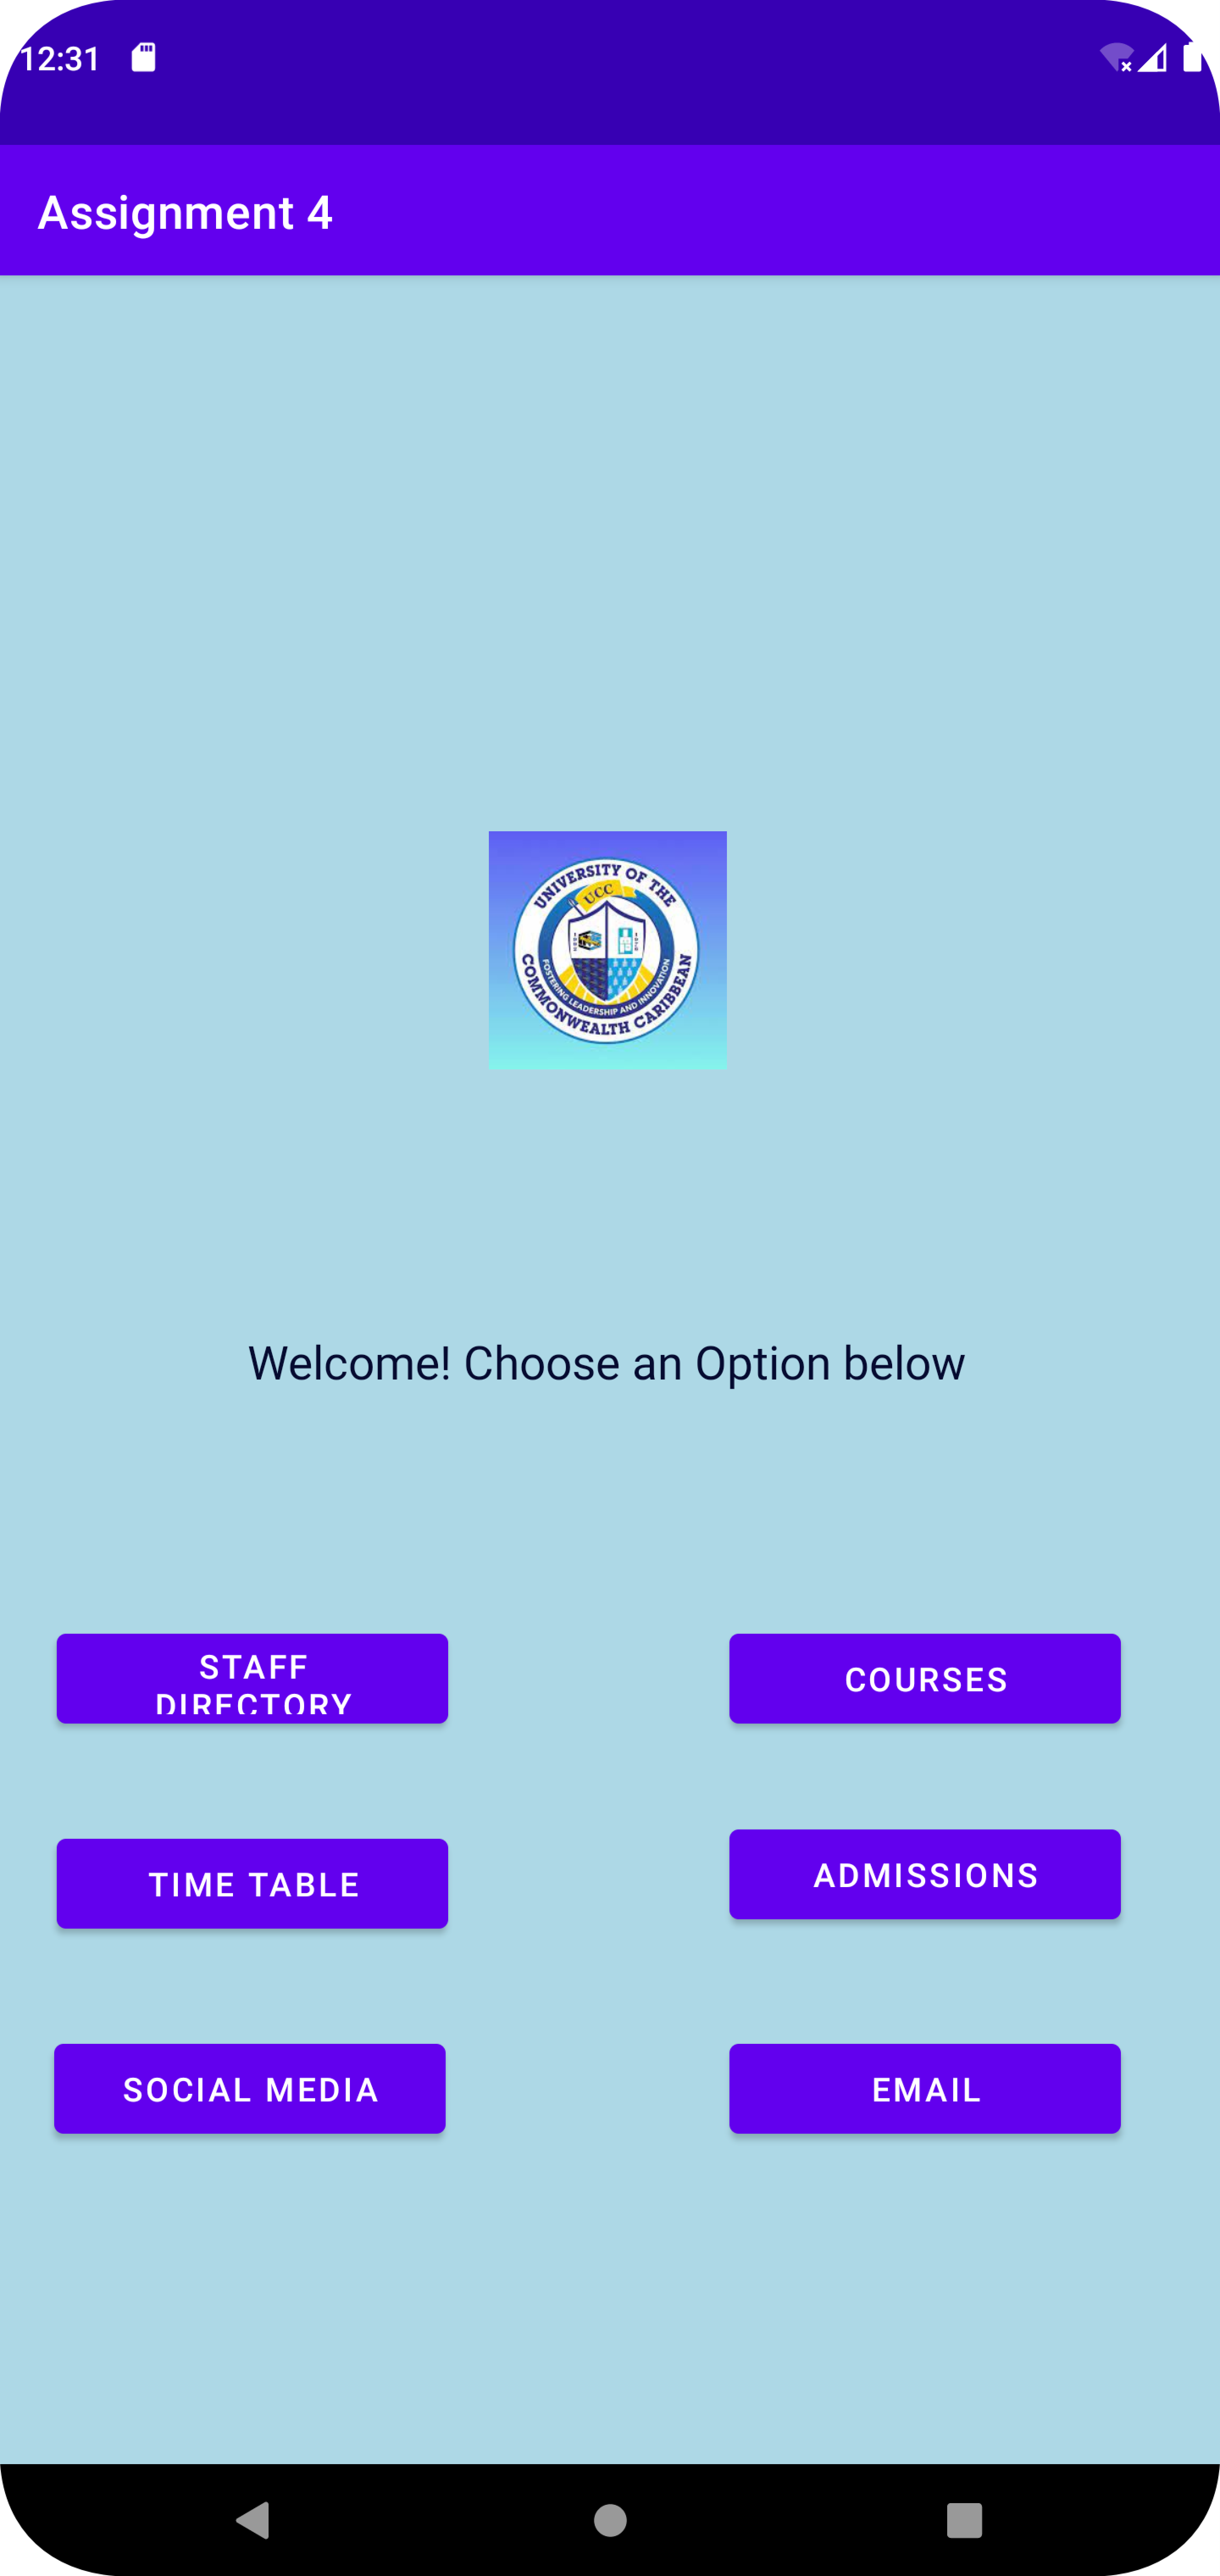 12:31
Assignment 4
UNIVERSITY OF THE
UCC
FOSTERING LEADERSHIP AND INNOVATION
COMMONWEALTH CARIBBEAN
Welcome! Choose an Option below
STAFF
DIRECTORY
COURSES
TIME TABLE
ADMISSIONS
SOCIAL MEDIA
EMAIL